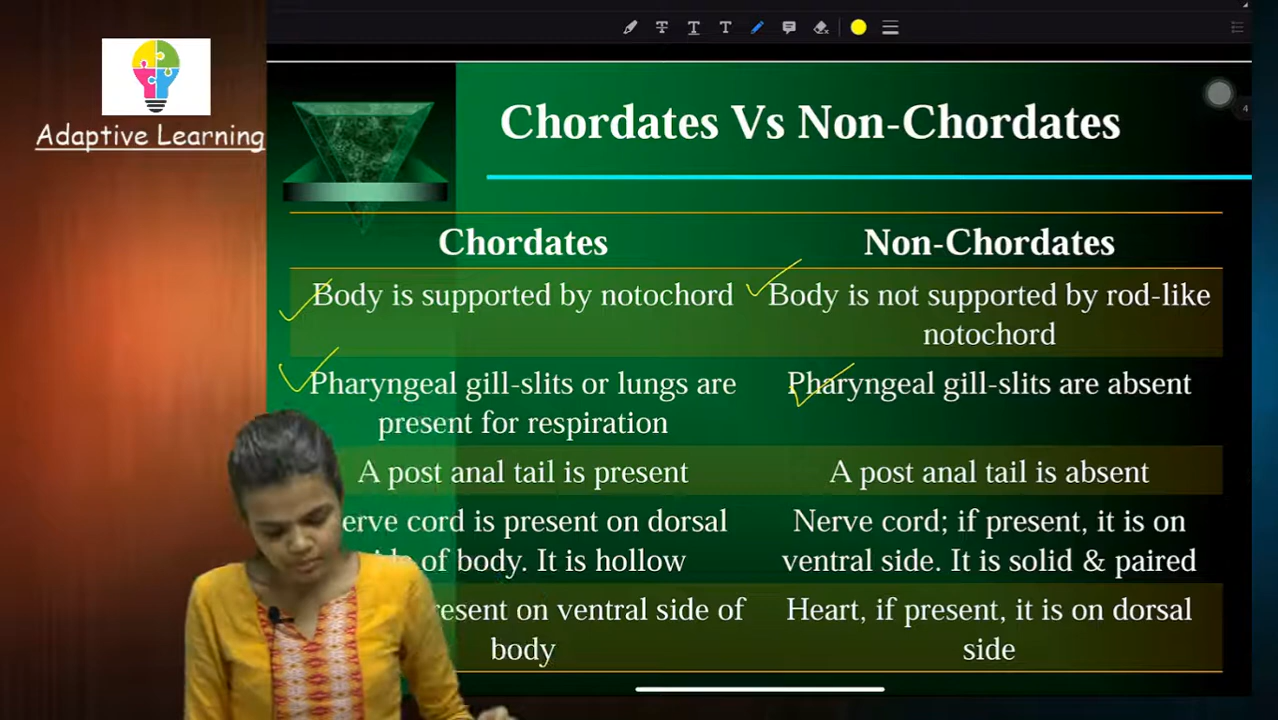 Adaptive Learning
4
Chordates Vs Non-Chordates
Chordates
Non-Chordates
Body is supported by notochord
Body is not supported by rod-like
notochord
Pharyngeal gill-slits or lungs are
present for respiration
Pharyngeal gill-slits are absent
A post anal tail is present
A post anal tail is absent
cord is present on dorsal
of body. It is hollow
Nerve cord; if present, it is on
ventral side. It is solid & paired
on ventral side of
body
Heart, if present, it is on dorsal
side